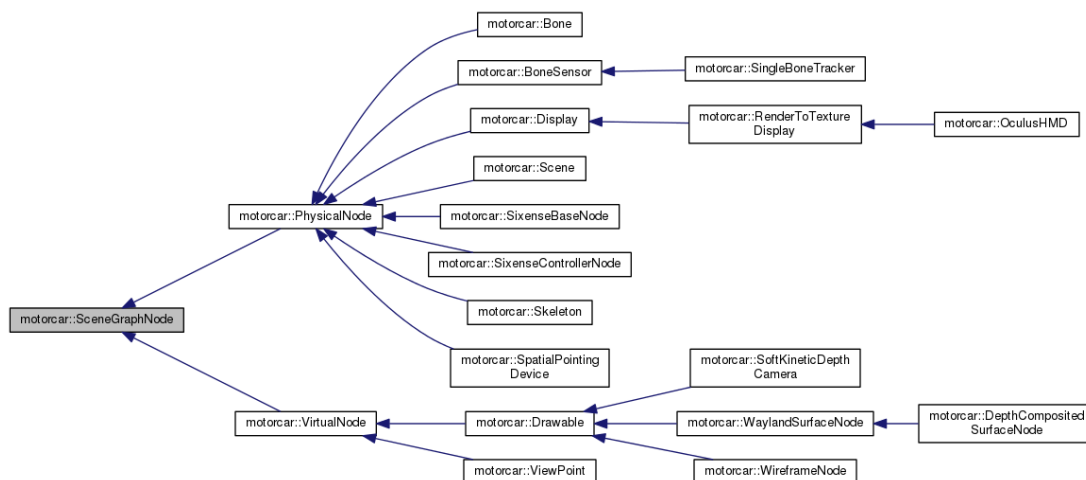 motorcar::Bone
motorcar::BoneSensor
motorcar::SingleBoneTracker
motorcar::Display
motorcar::RenderToTexture
Display
motorcar::OculusHMD
motorcar::Scene
motorcar::PhysicalNode
motorcar::SixenseBaseNode
motorcar::SixenseControllerNode
motorcar::SceneGraphNode
motorcar::Skeleton
motorcar::SpatialPointing
Device
motorcar::SoftKineticDepth
Camera
motorcar::VirtualNode
motorcar::Drawable
motorcar::WaylandSurfaceNode
motorcar::DepthComposited
SurfaceNode
motorcar::ViewPoint
motorcar::WireframeNode